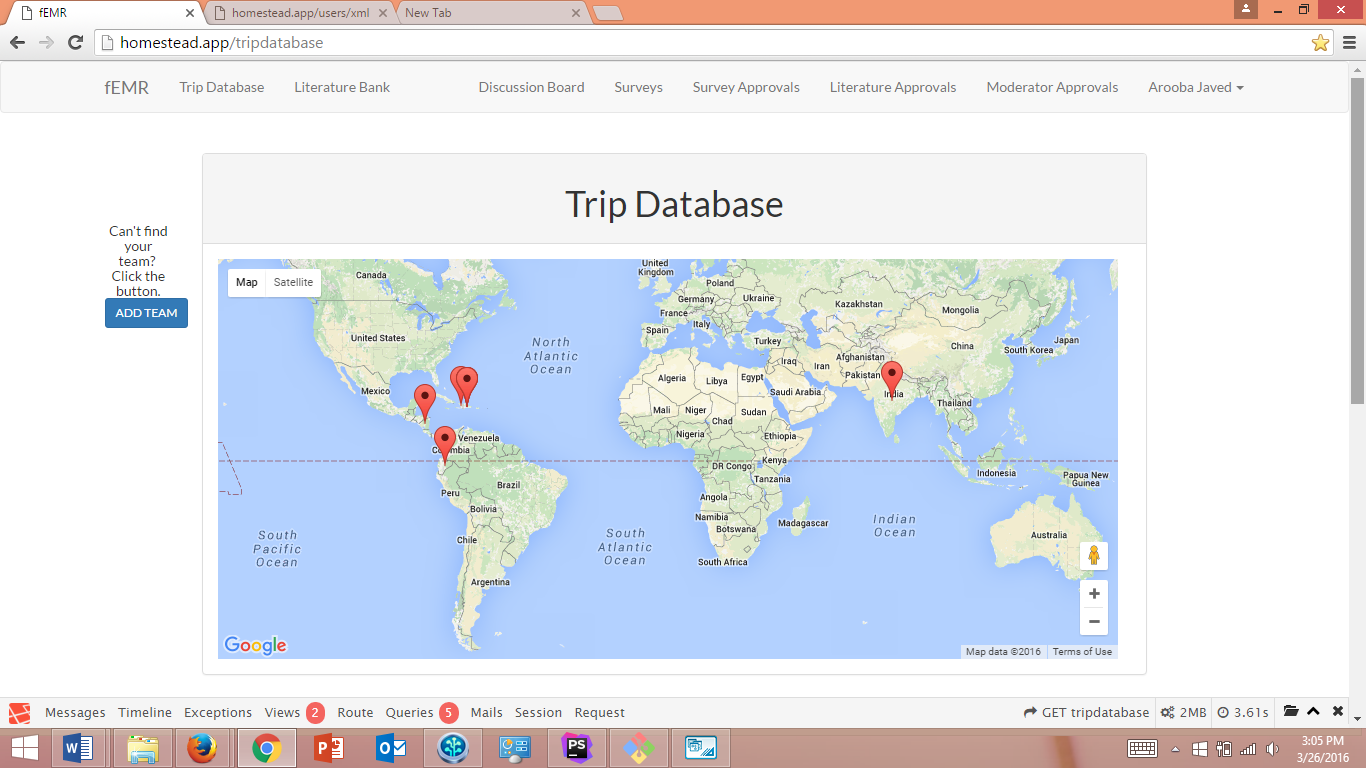 fEMR
homestead.app/users/xml
New Tab
homestead.app/tripdatabase
fEMR
Trip Database
Literature Bank
Discussion Board
Surveys
Survey Approvals
Literature Approvals
Moderator Approvals
Arooba Javed
Trip Database
Can't find
your
team?
Click the
button.
ADD TEAM
Map
Satellite
Canada
United States
Mexico
North
Atlantic
Ocean
Venezuela
Peru
Brazil
Bolivia
Chile
Argentina
South
Pacific
Ocean
South
Atlantic
Ocean
United
Kingdom
Poland
Germany
Ukraine
France
Italy
Spain
Turkey
Kazakhstan
Mongolia
China
South Korea
Japan
Iraq
Iran
Afghanistan
Pakistan
India
Thailand
Algeria
Libya
Egypt
Saudi Arabia
Mali
Niger
Chad
Sudan
Nigeria
Ethiopia
DR Congo
Kenya
Tanzania
Angola
Namibia
Botswana
Madagascar
South Africa
Indian
Ocean
Indonesia
Papua New
Guinea
Australia
Google
Map data ©2016
Terms of Use
Messages
Timeline
Exceptions
Views 2
Route
Queries 5
Mails
Session
Request
GET tripdatabase
2MB
3.61s
PS
3:05 PM
3/26/2016